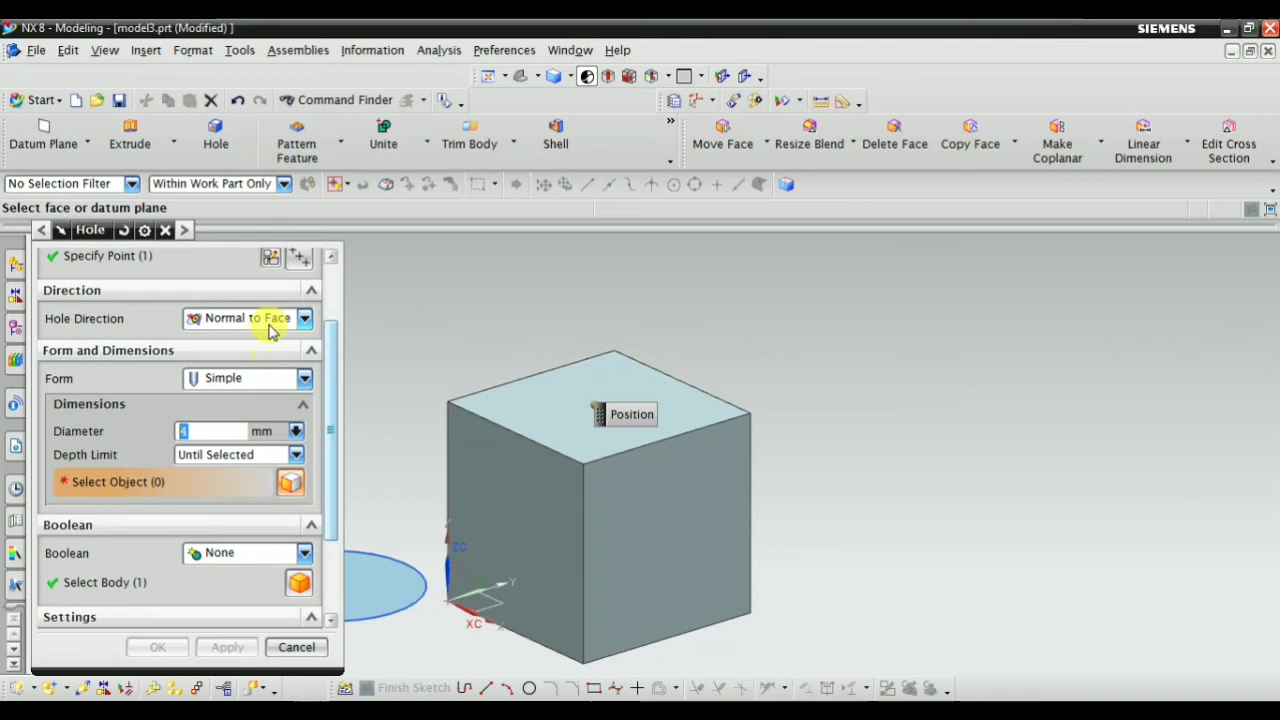 NX 8 - Modeling - [model3.prt (Modified) ]
SIEMENS
File Edit View Insert Format Tools Assemblies Information Analysis Preferences Window Help
Start Command Finder
Datum Plane Extrude Hole Pattern Feature Unite Trim Body Shell » Move Face Resize Blend Delete Face Copy Face Make Coplanar Linear Dimension Edit Cross Section
No Selection Filter Within Work Part Only
Select face or datum plane
Hole
Specify Point (1)
Direction
Hole Direction Normal to Face
Form and Dimensions
Form Simple
Dimensions
Diameter 4 mm
Depth Limit Until Selected
* Select Object (0)
Boolean
Boolean None
Select Body (1)
Settings
OK Apply Cancel
Position
ZC
Y
XC
X
Finish Sketch